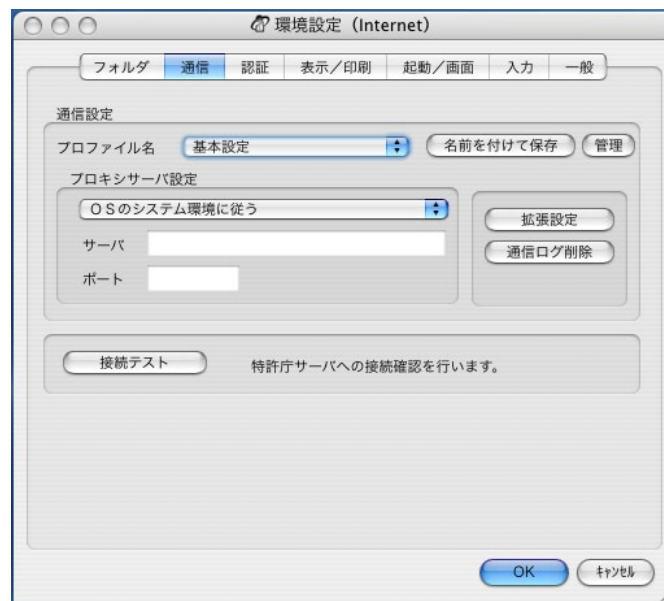 環境設定（Internet）
フォルダ 通信 認証 表示／印刷 起動／画面 入力 一般
通信設定
プロファイル名 基本設定 名前を付けて保存 管理
プロキシサーバ設定
ＯＳのシステム環境に従う
拡張設定
サーバ
通信ログ削除
ポート
接続テスト 特許庁サーバへの接続確認を行います。
OK ｷｬﾝｾﾙ